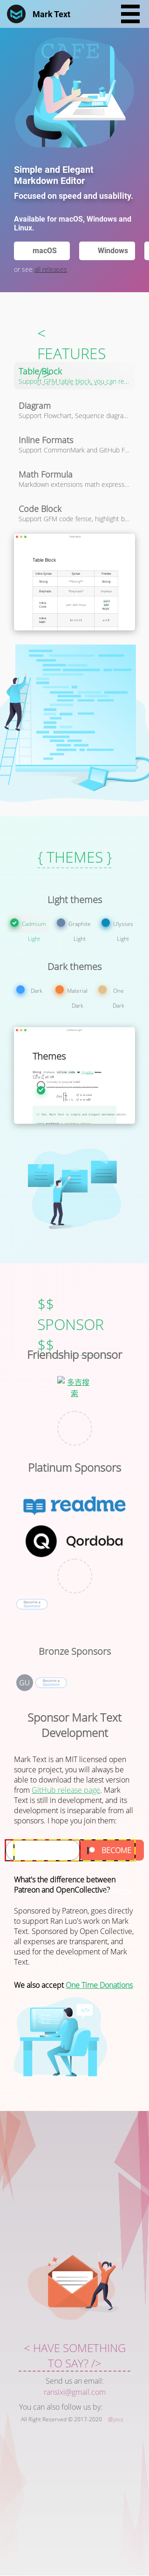 Mark Text
CAFE
Simple and Elegant
Markdown Editor
Focused on speed and usability.
Available for macOS, Windows and
Linux.
macOS
Windows
or see all releases
<
FEATURES
/>
Table Block
Support GFM table block, you can re...
Diagram
Support Flowchart, Sequence diagra...
Inline Formats
Support CommonMark and GitHub F...
Math Formula
Markdown extensions math express...
Code Block
Support GFM code fense, highlight b...
Table Block
{ THEMES }
Light themes
Cadmium Light
Graphite Light
Ulysses Light
Dark themes
Dark
Material Dark
One Dark
Themes
$$
SPONSOR
$$
Friendship sponsor
多吉搜
索
Platinum Sponsors
readme
Qordoba
Become a
Sponsors
Bronze Sponsors
GU
Become a
Sponsors
Sponsor Mark Text
Development
Mark Text is an MIT licensed open
source project, you will always be
able to download the latest version
from GitHub release page. Mark
Text is still in development, and its
development is inseparable from all
sponsors. I hope you join them:
BECOME
What's the difference between
Patreon and OpenCollective?
Sponsored by Patreon, goes directly
to support Ran Luo's work on Mark
Text. Sponsored by Open Collective,
all expenses are transparent, and
used for the development of Mark
Text.
We also accept One Time Donations
< HAVE SOMETHING
TO SAY? />
Send us an email:
ransixi@gmail.com
You can also follow us by:
All Right Reserved © 2017-2020 @Jocs